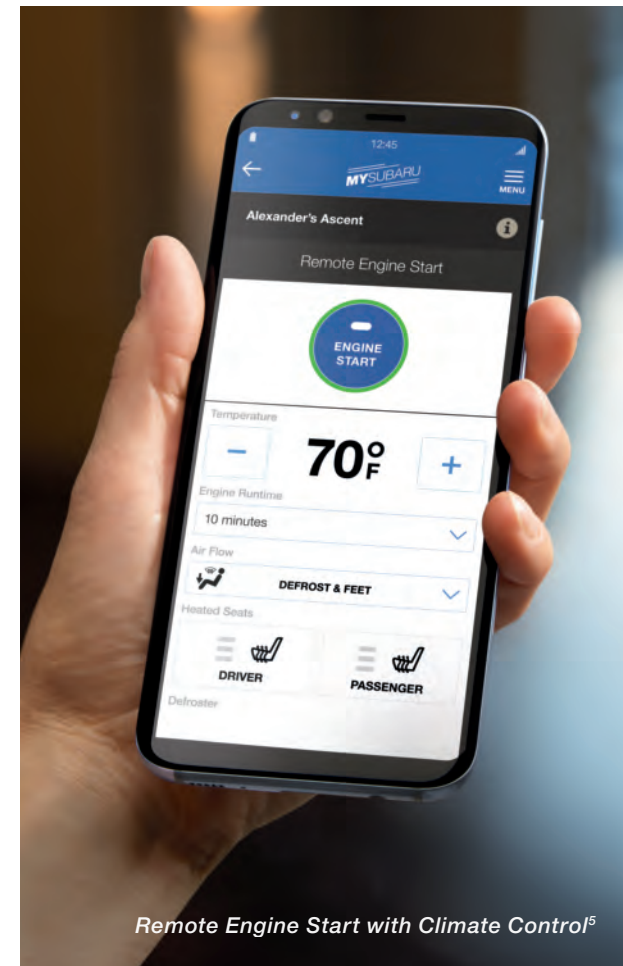 12:45
MYSUBARU
MENU
Alexander's Ascent
Remote Engine Start
ENGINE
START
Temperature
− 70°F +
Engine Runtime
10 minutes
Air Flow
DEFROST & FEET
Heated Seats
DRIVER PASSENGER
Defroster
Remote Engine Start with Climate Control⁵